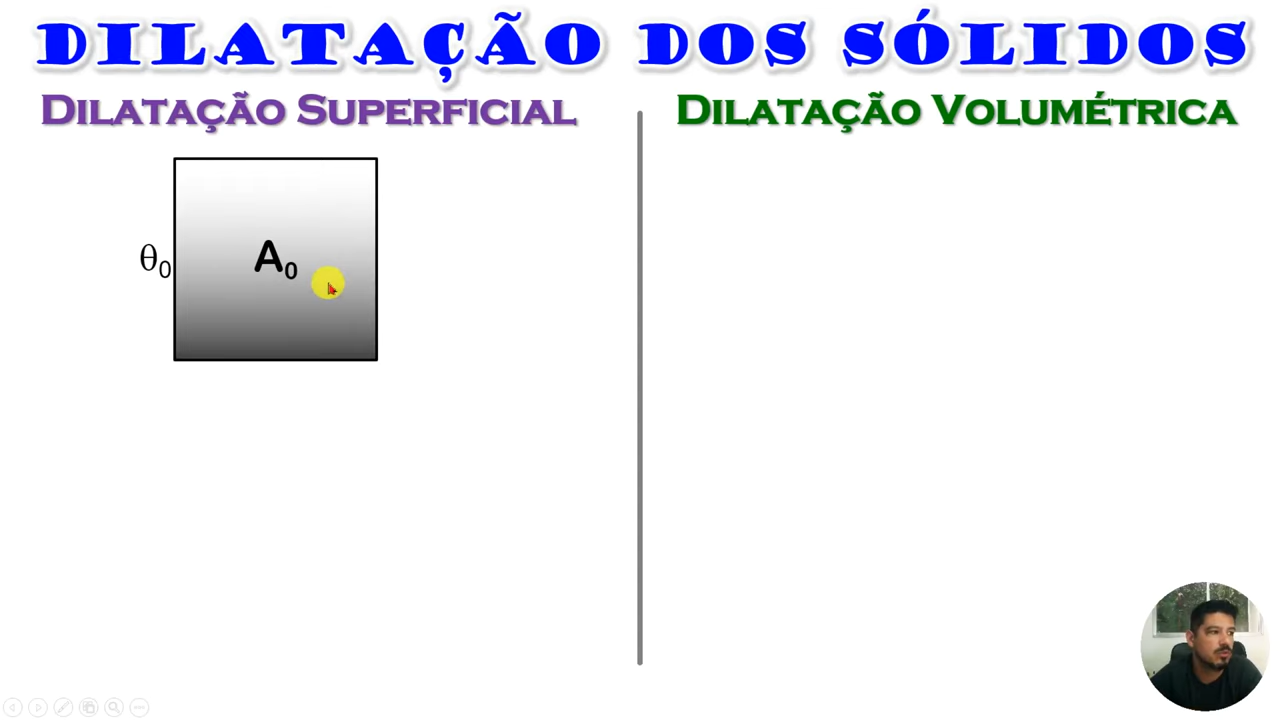 DILATAÇÃO DOS SÓLIDOS
DILATAÇÃO SUPERFICIAL
DILATAÇÃO VOLUMÉTRICA
θ₀
A₀